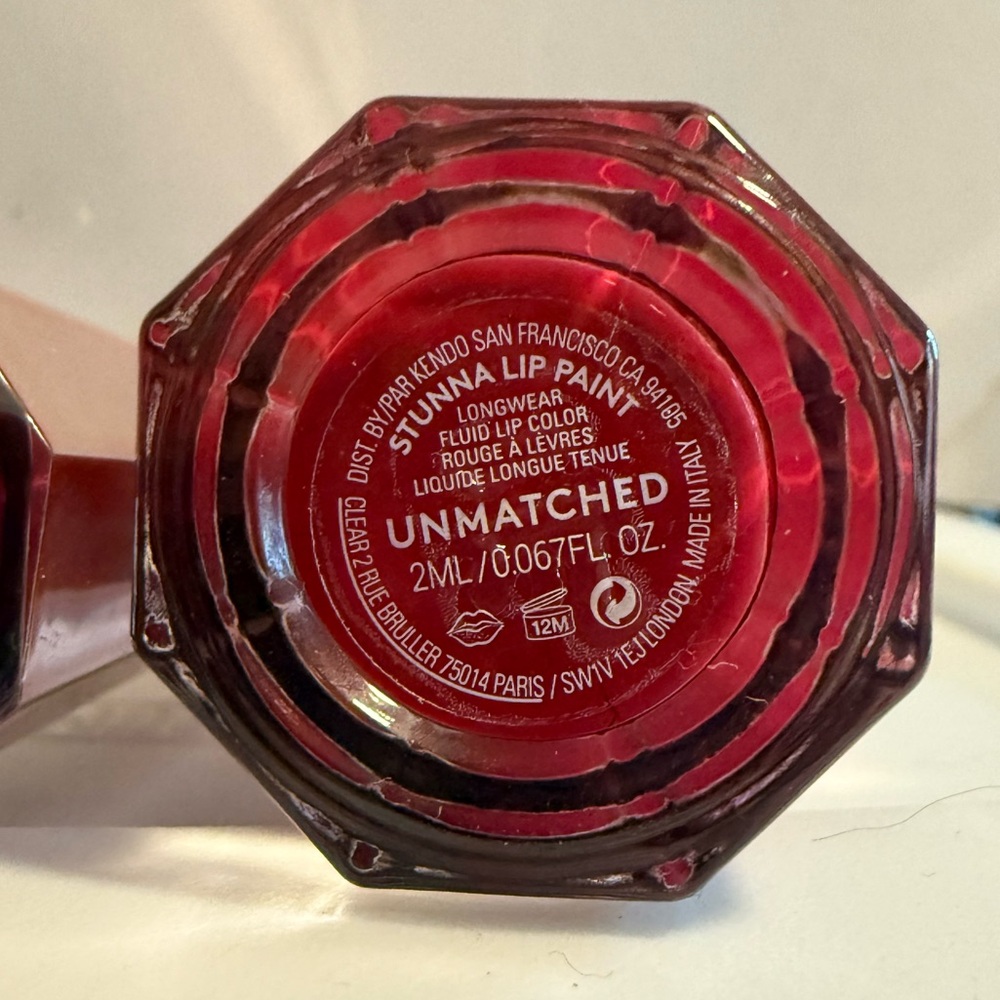 DIST. BY/PAR KENDO SAN FRANCISCO CA 94105
STUNNA LIP PAINT
LONGWEAR
FLUID LIP COLOR
ROUGE À LÈVRES
LIQUIDE LONGUE TENUE
UNMATCHED
2ML/0.067FL. OZ.
12M
CLEAR 2 RUE BRULLER 75014 PARIS / SW1V 1EJ LONDON. MADE IN ITALY